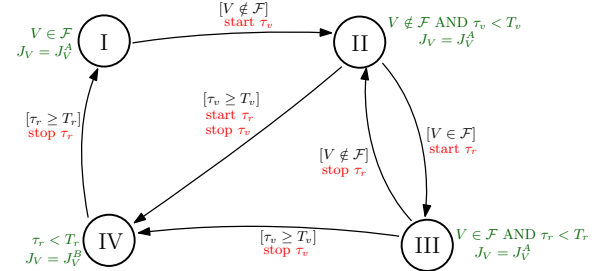 [V ∉ F]
start τ_v
I
V ∈ F
J_V = J_V^A
II
V ∉ F AND τ_v < T_v
J_V = J_V^A
[τ_r ≥ T_r]
stop τ_r
[τ_v ≥ T_v]
start τ_r
stop τ_v
[V ∈ F]
start τ_r
[V ∉ F]
stop τ_r
IV
τ_r < T_r
J_V = J_V^B
[τ_v ≥ T_v]
stop τ_v
III
V ∈ F AND τ_r < T_r
J_V = J_V^A